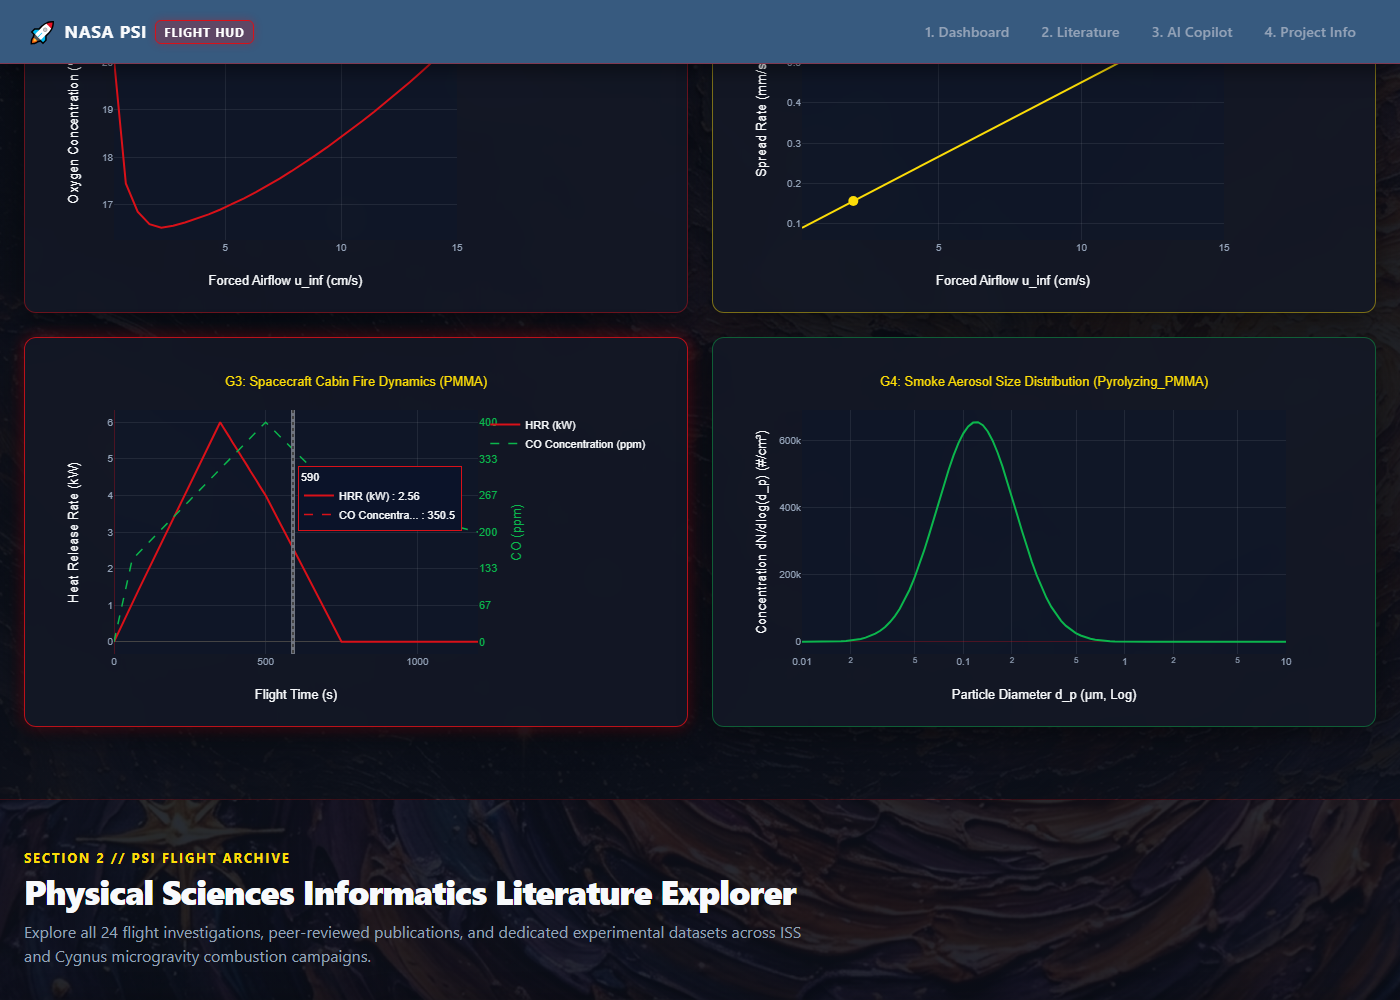 NASA PSI FLIGHT HUD
1. Dashboard 2. Literature 3. AI Copilot 4. Project Info
Oxygen Concentration (
19
18
17
5 10 15
Forced Airflow u_inf (cm/s)
Spread Rate (mm/s
0.4
0.3
0.2
0.1
5 10 15
Forced Airflow u_inf (cm/s)
G3: Spacecraft Cabin Fire Dynamics (PMMA)
HRR (kW)
CO Concentration (ppm)
Heat Release Rate (kW)
6
5
4
3
2
1
0
400
333
267
200
133
67
0
CO (ppm)
590
HRR (kW) : 2.56
CO Concentra... : 350.5
0 500 1000
Flight Time (s)
G4: Smoke Aerosol Size Distribution (Pyrolyzing_PMMA)
Concentration dN/dlog(d_p) (#/cm³)
600k
400k
200k
0
0.01 2 5 0.1 2 5 1 2 5 10
Particle Diameter d_p (μm, Log)
SECTION 2 // PSI FLIGHT ARCHIVE
Physical Sciences Informatics Literature Explorer
Explore all 24 flight investigations, peer-reviewed publications, and dedicated experimental datasets across ISS
and Cygnus microgravity combustion campaigns.